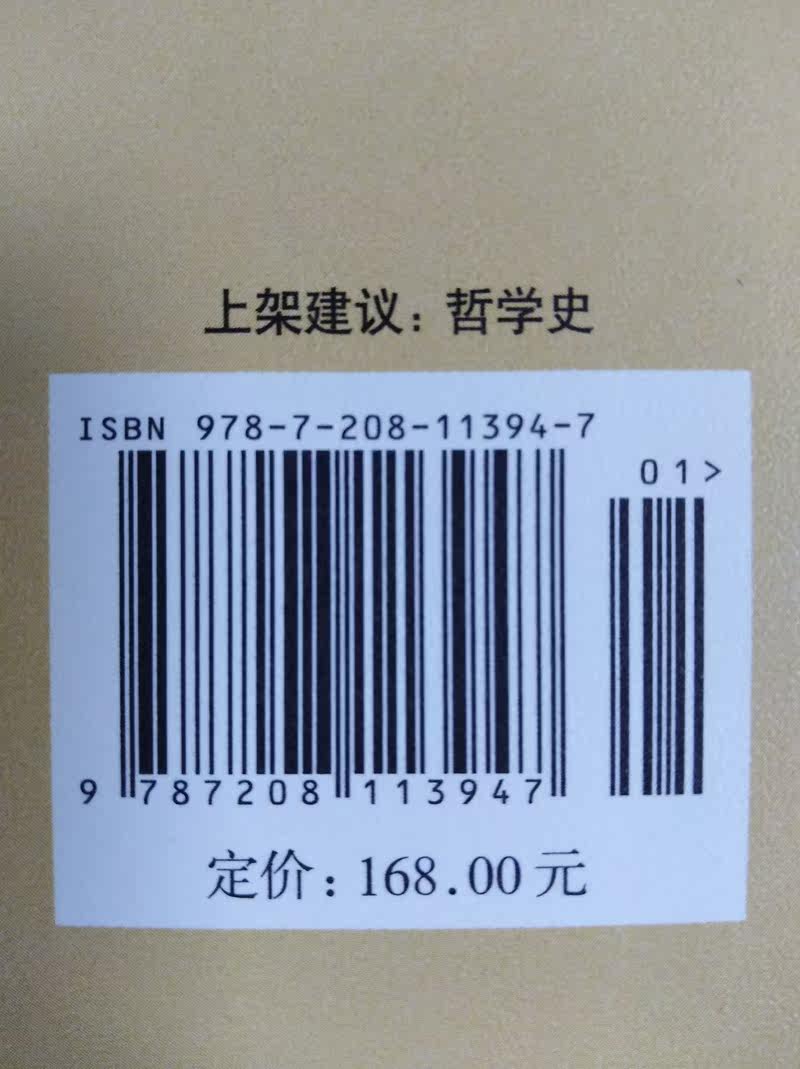 上架建议：哲学史
ISBN 978-7-208-11394-7
01>
9 787208 113947
定价：168.00元